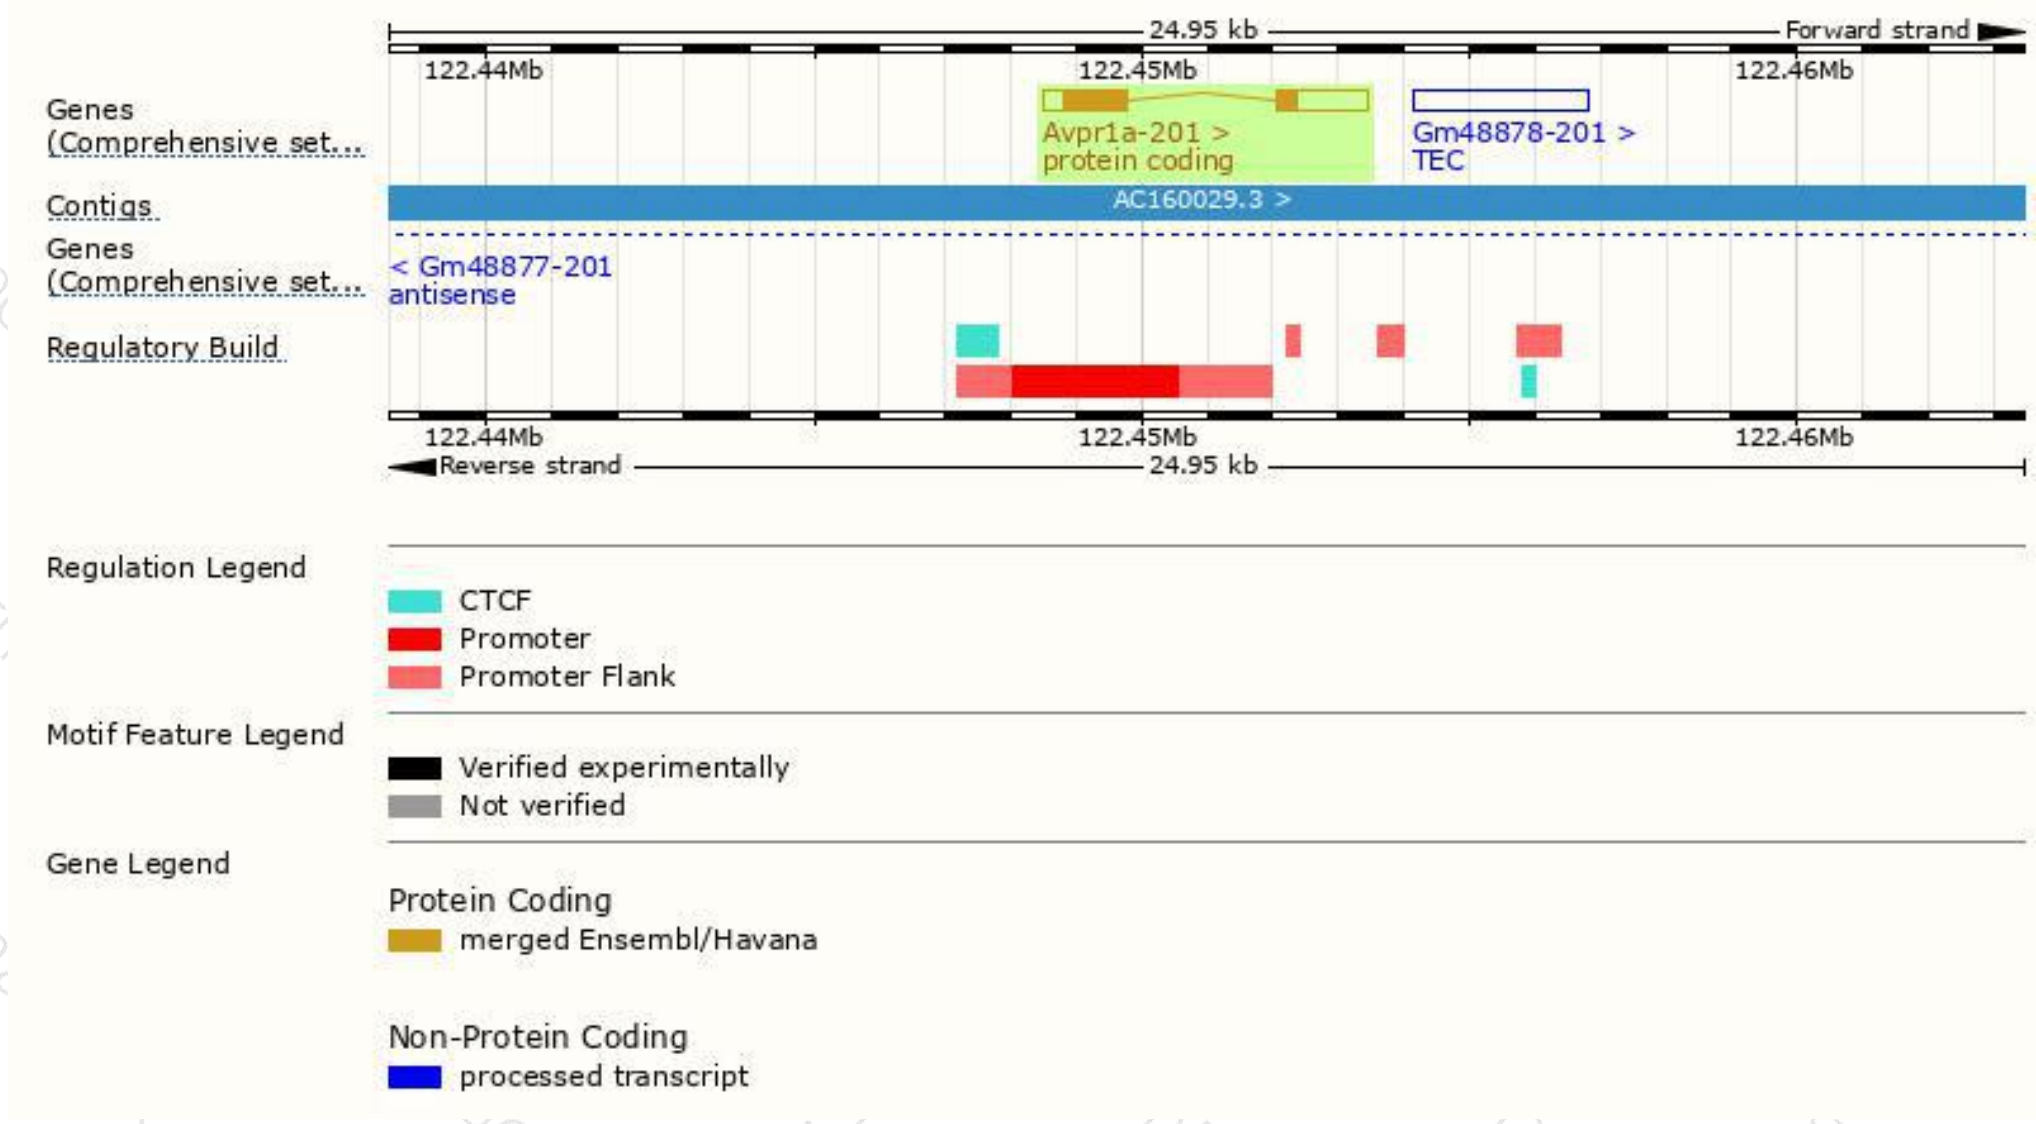 24.95 kb
Forward strand
122.44Mb 122.45Mb 122.46Mb
Genes
(Comprehensive set...
Avpr1a-201 >
protein coding
Gm48878-201 >
TEC
Contigs
AC160029.3 >
Genes
(Comprehensive set...
< Gm48877-201
antisense
Regulatory Build
122.44Mb 122.45Mb 122.46Mb
Reverse strand
24.95 kb
Regulation Legend
CTCF
Promoter
Promoter Flank
Motif Feature Legend
Verified experimentally
Not verified
Gene Legend
Protein Coding
merged Ensembl/Havana
Non-Protein Coding
processed transcript